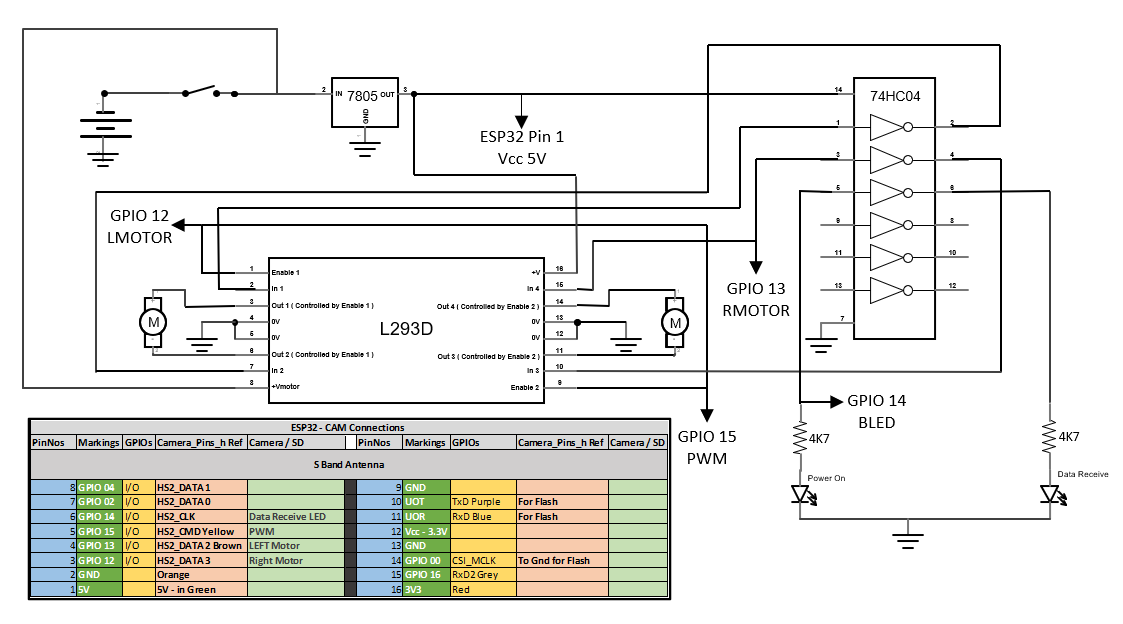 2 IN 7805 OUT 3
GND
1
ESP32 Pin 1
Vcc 5V
14 74HC04
1 2
3 4
5 6
9 8
11 10
13 12
7
GPIO 12
LMOTOR
GPIO 13
RMOTOR
1 Enable 1
2 In 1
3 Out 1 ( Controlled by Enable 1 )
4 0V
5 0V
6 Out 2 ( Controlled by Enable 1 )
7 In 2
8 +Vmotor
L293D
+V 16
In 4 15
Out 4 ( Controlled by Enable 2 ) 14
0V 13
0V 12
Out 3 ( Controlled by Enable 2 ) 11
In 3 10
Enable 2 9
M
M
GPIO 15
PWM
GPIO 14
BLED
4K7
4K7
Power On
Data Receive
ESP32 - CAM Connections
PinNos Markings GPIOs Camera_Pins_h Ref Camera / SD PinNos Markings GPIOs Camera_Pins_h Ref Camera / SD
S Band Antenna
8 GPIO 04 I/O HS2_DATA 1 9 GND
7 GPIO 02 I/O HS2_DATA 0 10 UOT TxD Purple For Flash
6 GPIO 14 I/O HS2_CLK Data Receive LED 11 UOR RxD Blue For Flash
5 GPIO 15 I/O HS2_CMD Yellow PWM 12 Vcc - 3.3V
4 GPIO 13 I/O HS2_DATA 2 Brown LEFT Motor 13 GND
3 GPIO 12 I/O HS2_DATA 3 Right Motor 14 GPIO 00 CSI_MCLK To Gnd for Flash
2 GND Orange 15 GPIO 16 RxD2 Grey
1 5V 5V - in Green 16 3V3 Red